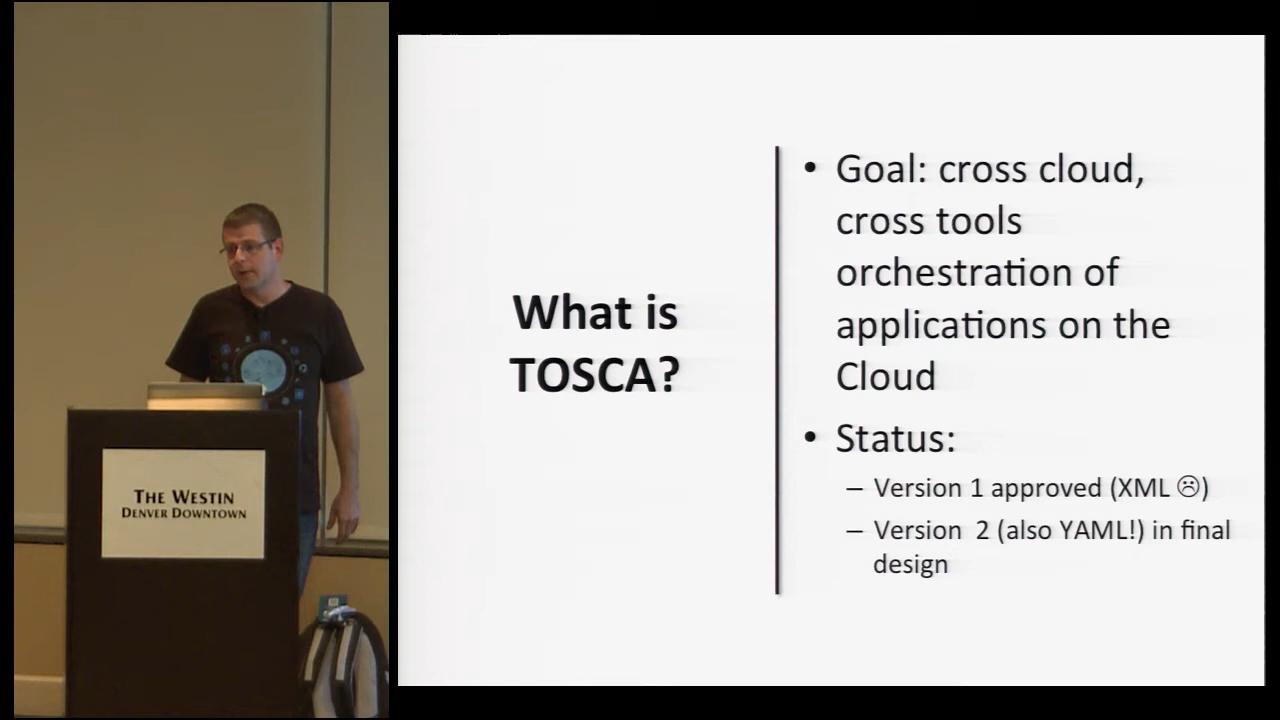 THE WESTIN
DENVER DOWNTOWN
What is
TOSCA?
• Goal: cross cloud,
cross tools
orchestration of
applications on the
Cloud
• Status:
– Version 1 approved (XML ☹)
– Version 2 (also YAML!) in final
design